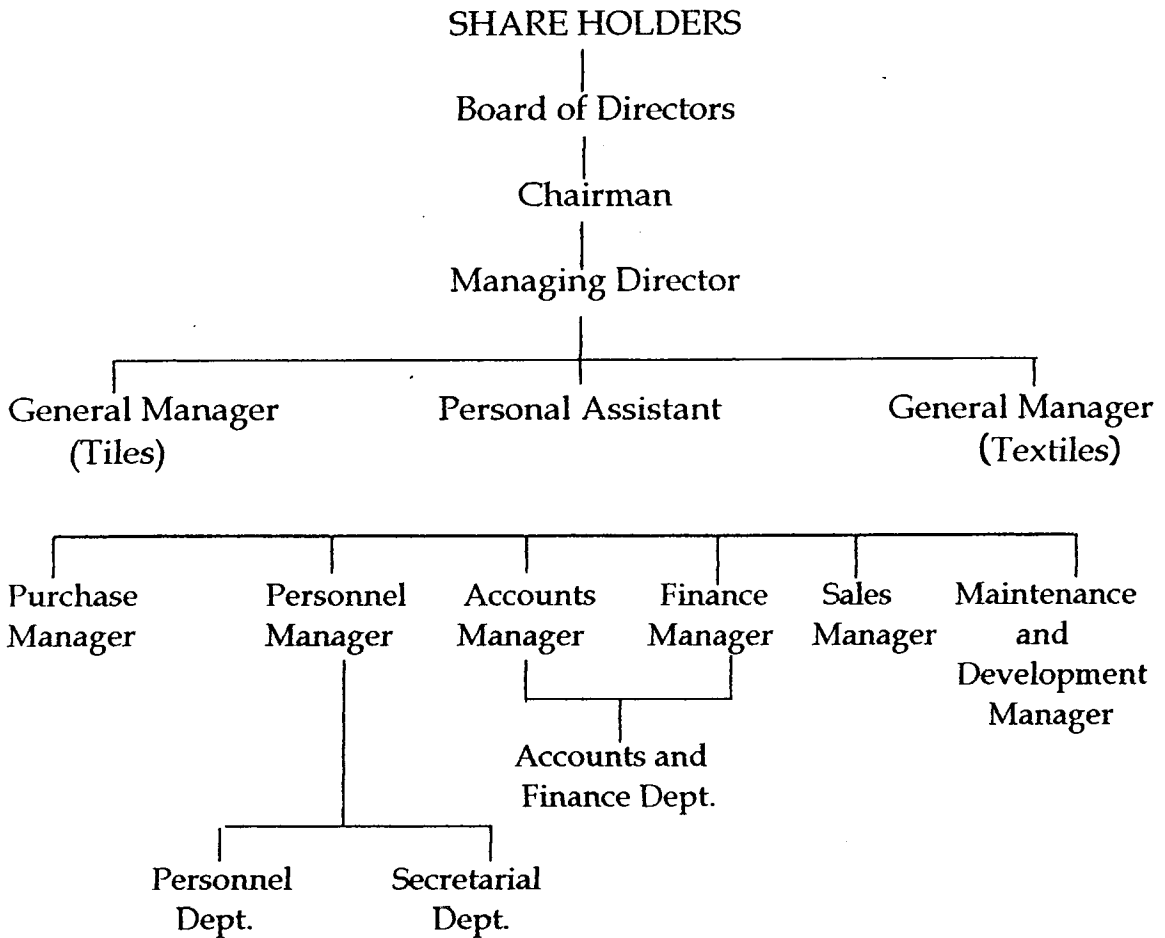 SHARE HOLDERS
Board of Directors
Chairman
Managing Director
General Manager
(Tiles)
Personal Assistant
General Manager
(Textiles)
Purchase
Manager
Personnel
Manager
Accounts
Manager
Finance
Manager
Sales
Manager
Maintenance
and
Development
Manager
Accounts and
Finance Dept.
Personnel
Dept.
Secretarial
Dept.